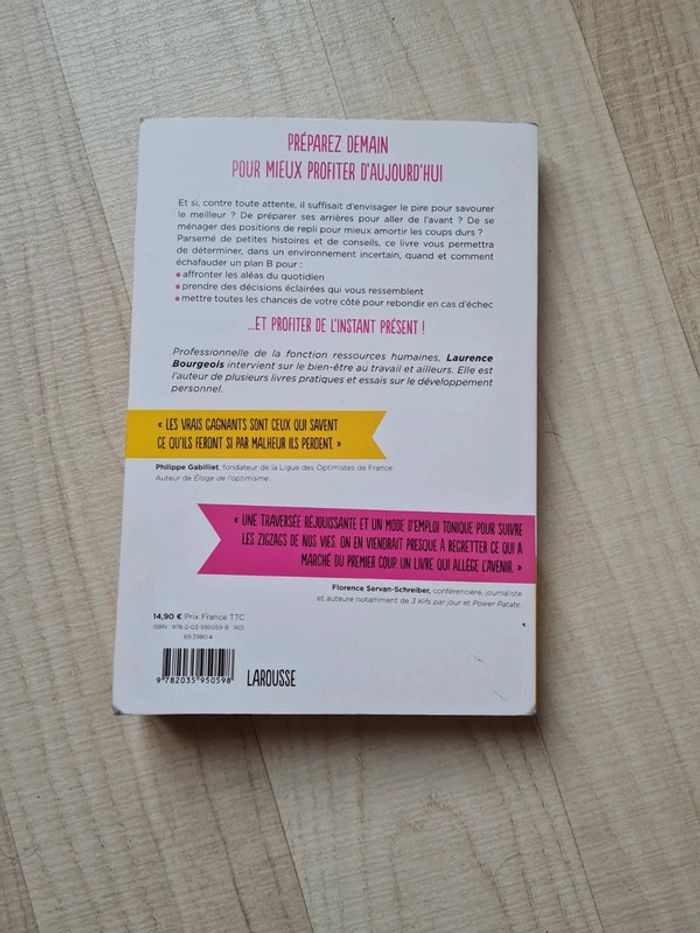 PRÉPAREZ DEMAIN
POUR MIEUX PROFITER D'AUJOURD'HUI
Et si, contre toute attente, il suffisait d'envisager le pire pour savourer
le meilleur ? De préparer ses arrières pour aller de l'avant ? De se
ménager des positions de repli pour mieux amortir les coups durs ?
Parsemé de petites histoires et de conseils, ce livre vous permettra
de déterminer, dans un environnement incertain, quand et comment
échafauder un plan B pour :
• affronter les aléas du quotidien
• prendre des décisions éclairées qui vous ressemblent
• mettre toutes les chances de votre côté pour rebondir en cas d'échec
...ET PROFITER DE L'INSTANT PRÉSENT !
Professionnelle de la fonction ressources humaines, Laurence
Bourgeois intervient sur le bien-être au travail et ailleurs. Elle est
l'auteur de plusieurs livres pratiques et essais sur le développement
personnel.
« LES VRAIS GAGNANTS SONT CEUX QUI SAVENT
CE QU'ILS FERONT SI PAR MALHEUR ILS PERDENT. »
Philippe Gabilliet, fondateur de la Ligue des Optimistes de France.
Auteur de Éloge de l'optimisme.
« UNE TRAVERSÉE RÉJOUISSANTE ET UN MODE D'EMPLOI TONIQUE POUR SUIVRE
LES ZIGZAGS DE NOS VIES. ON EN VIENDRAIT PRESQUE À REGRETTER CE QUI A
MARCHÉ DU PREMIER COUP. UN LIVRE QUI ALLÈGE L'AVENIR. »
Florence Servan-Schreiber, conférencière, journaliste
et auteure notamment de 3 Kifs par jour et Power Patate.
14,90 € Prix France TTC
ISBN : 978-2-03-595059-8 RD1
69.3980.4
9 782035 950598
LAROUSSE